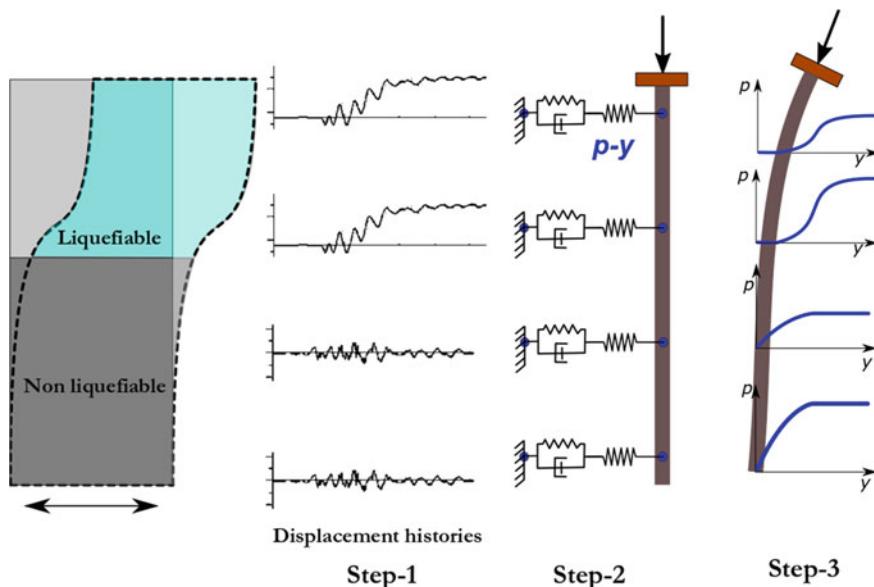 Liquefiable
Non liquefiable
Displacement histories
Step-1
p-y
Step-2
p
y
p
y
p
y
p
y
Step-3